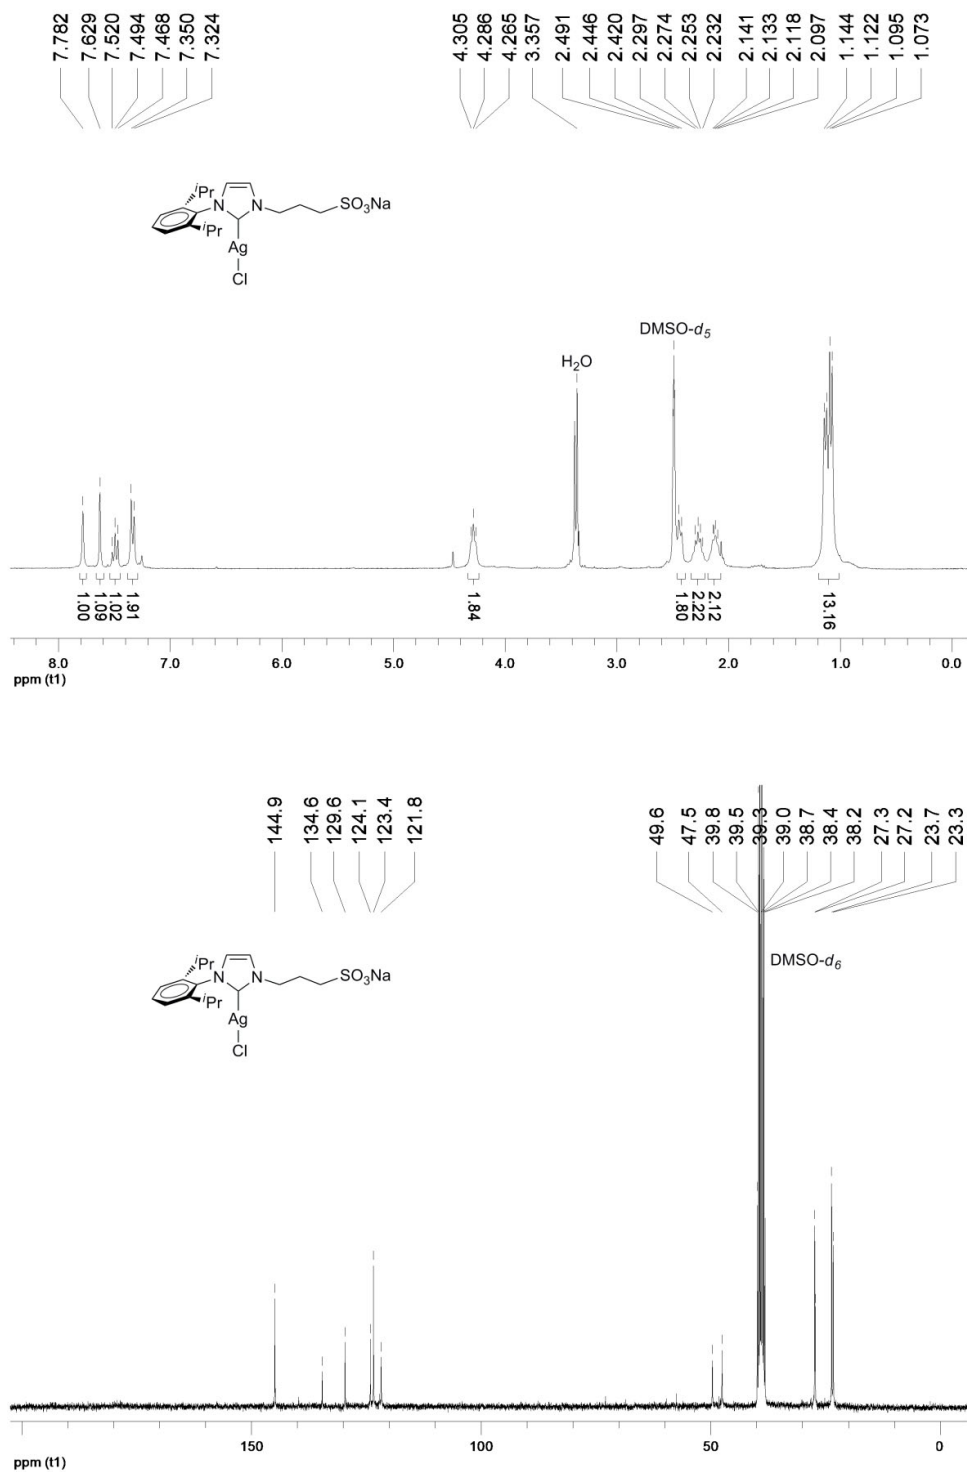 7.782
7.629
7.520
7.494
7.468
7.350
7.324
4.305
4.286
4.265
3.357
2.491
2.446
2.420
2.297
2.274
2.253
2.232
2.141
2.133
2.118
2.097
1.144
1.122
1.095
1.073
iPr
N
N
SO3Na
iPr
Ag
Cl
DMSO-d5
H2O
1.00
1.09
1.02
1.91
1.84
1.80
2.22
2.12
13.16
8.0 7.0 6.0 5.0 4.0 3.0 2.0 1.0 0.0
ppm (t1)
144.9
134.6
129.6
124.1
123.4
121.8
49.6
47.5
39.8
39.5
39.3
39.0
38.7
38.4
38.2
27.3
27.2
23.7
23.3
iPr
N
N
SO3Na
iPr
Ag
Cl
DMSO-d6
150 100 50 0
ppm (t1)